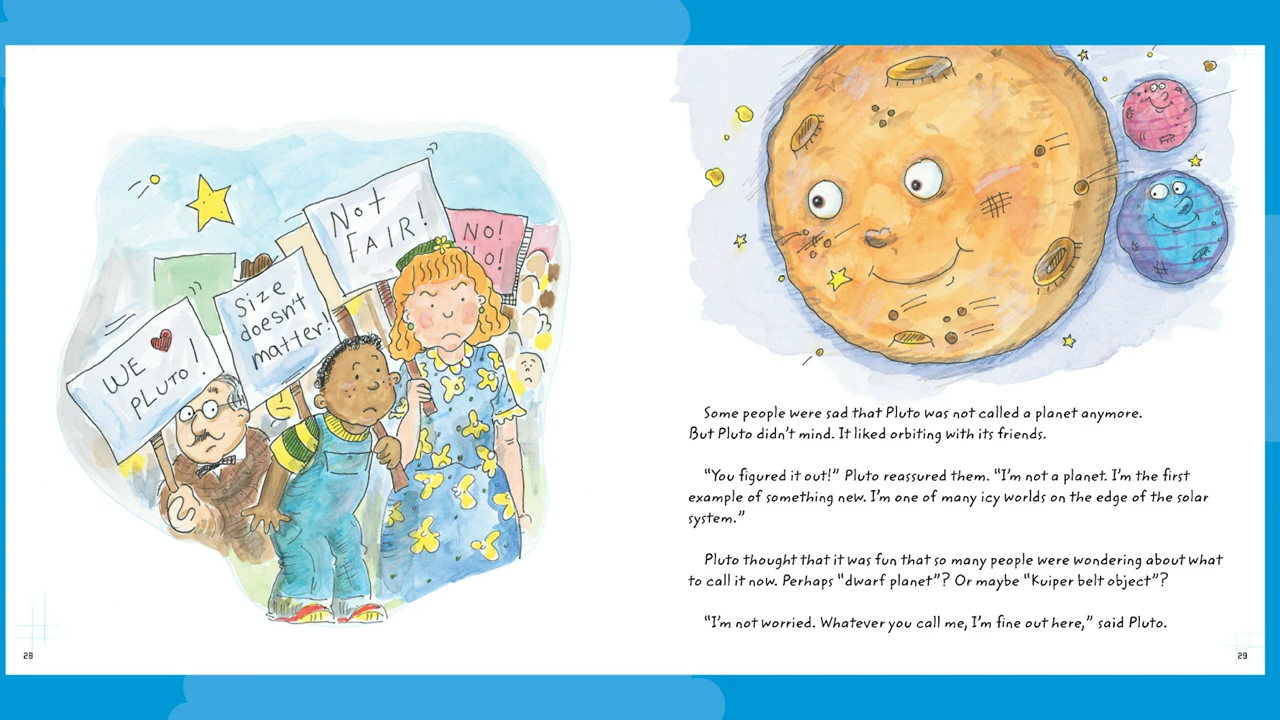 WE ♥
PLUTO!
Size
doesn't
matter!
Not
FAIR!
NO!
Some people were sad that Pluto was not called a planet anymore.
But Pluto didn't mind. It liked orbiting with its friends.
"You figured it out!" Pluto reassured them. "I'm not a planet. I'm the first
example of something new. I'm one of many icy worlds on the edge of the solar
system."
Pluto thought that it was fun that so many people were wondering about what
to call it now. Perhaps "dwarf planet"? Or maybe "Kuiper belt object"?
"I'm not worried. Whatever you call me, I'm fine out here," said Pluto.
28
29